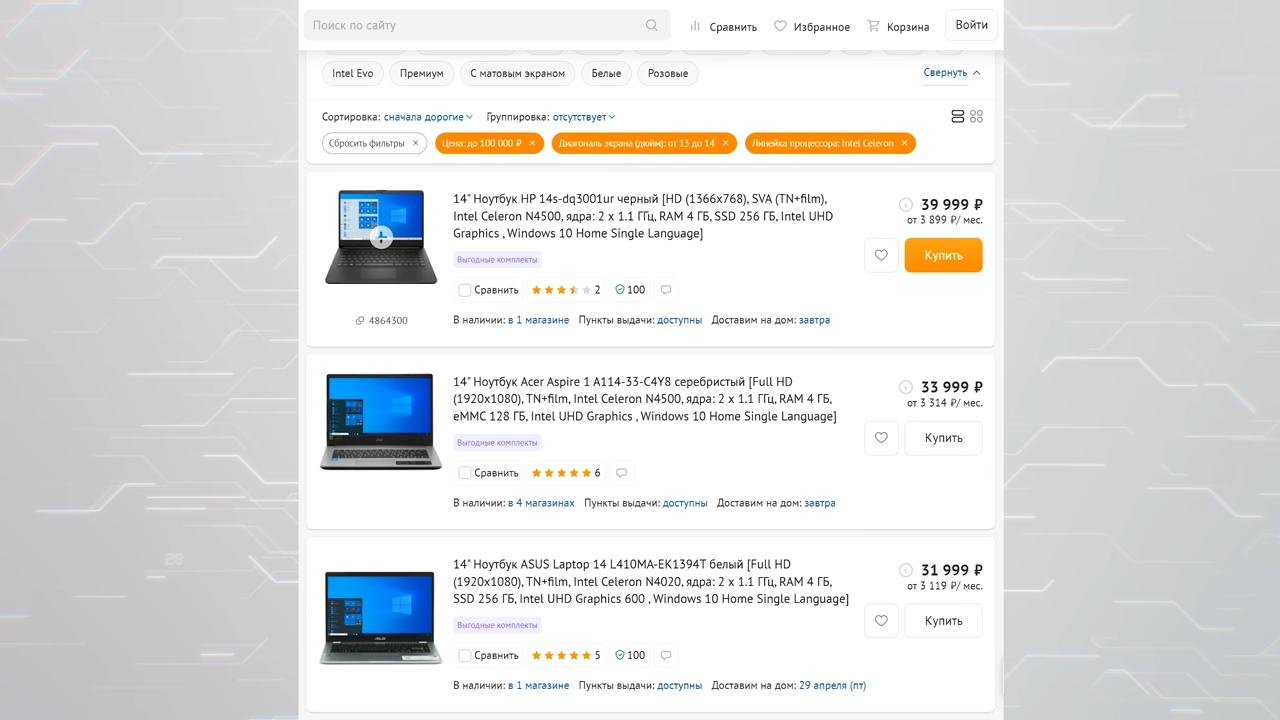 Поиск по сайту
Сравнить
Избранное
Корзина
Войти
Intel Evo
Премиум
С матовым экраном
Белые
Розовые
Свернуть
Сортировка: сначала дорогие
Группировка: отсутствует
Сбросить фильтры ×
Цена: до 100 000 ₽ ×
Диагональ экрана (дюйм): от 13 до 14 ×
Линейка процессора: Intel Celeron ×
14" Ноутбук HP 14s-dq3001ur черный [HD (1366x768), SVA (TN+film),
Intel Celeron N4500, ядра: 2 х 1.1 ГГц, RAM 4 ГБ, SSD 256 ГБ, Intel UHD
Graphics , Windows 10 Home Single Language]
39 999 ₽
от 3 899 ₽/ мес.
Купить
Выгодные комплекты
Сравнить
2
100
4864300
В наличии: в 1 магазине
Пункты выдачи: доступны
Доставим на дом: завтра
14" Ноутбук Acer Aspire 1 A114-33-C4Y8 серебристый [Full HD
(1920x1080), TN+film, Intel Celeron N4500, ядра: 2 х 1.1 ГГц, RAM 4 ГБ,
eMMC 128 ГБ, Intel UHD Graphics , Windows 10 Home Single Language]
33 999 ₽
от 3 314 ₽/ мес.
Купить
Выгодные комплекты
Сравнить
6
В наличии: в 4 магазинах
Пункты выдачи: доступны
Доставим на дом: завтра
14" Ноутбук ASUS Laptop 14 L410MA-EK1394T белый [Full HD
(1920x1080), TN+film, Intel Celeron N4020, ядра: 2 х 1.1 ГГц, RAM 4 ГБ,
SSD 256 ГБ, Intel UHD Graphics 600 , Windows 10 Home Single Language]
31 999 ₽
от 3 119 ₽/ мес.
Купить
Выгодные комплекты
Сравнить
5
100
В наличии: в 1 магазине
Пункты выдачи: доступны
Доставим на дом: 29 апреля (пт)